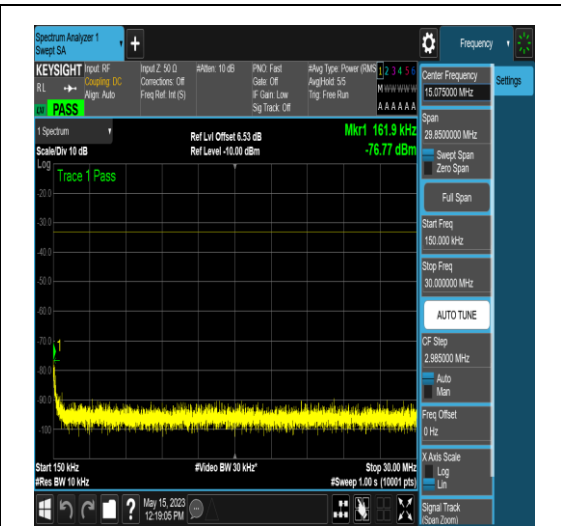 Spectrum Analyzer 1
Swept SA
+
Frequency
KEYSIGHT
Input: RF
Coupling: DC
Align: Auto
RL
PASS
Input Z: 50 Ω
Corrections: Off
Freq Ref: Int (S)
#Atten: 10 dB
PNO: Fast
Gate: Off
IF Gain: Low
Sig Track: Off
#Avg Type: Power (RMS
Avg|Hold: 5/5
Trig: Free Run
1 2 3 4 5 6
M W W W W W
A A A A A A
1 Spectrum
Scale/Div 10 dB
Ref Lvl Offset 6.53 dB
Ref Level -10.00 dBm
Mkr1 161.9 kHz
-76.77 dBm
Log
Trace 1 Pass
-20.0
-30.0
-40.0
-50.0
-60.0
-70.0
1
-80.0
-90.0
-100
Start 150 kHz
#Res BW 10 kHz
#Video BW 30 kHz*
Stop 30.00 MHz
#Sweep 1.00 s (10001 pts)
?
May 15, 2023
12:19:05 PM
Center Frequency
15.075000 MHz
Settings
Span
29.8500000 MHz
Swept Span
Zero Span
Full Span
Start Freq
150.000 kHz
Stop Freq
30.000000 MHz
AUTO TUNE
CF Step
2.985000 MHz
Auto
Man
Freq Offset
0 Hz
X Axis Scale
Log
Lin
Signal Track
(Span Zoom)